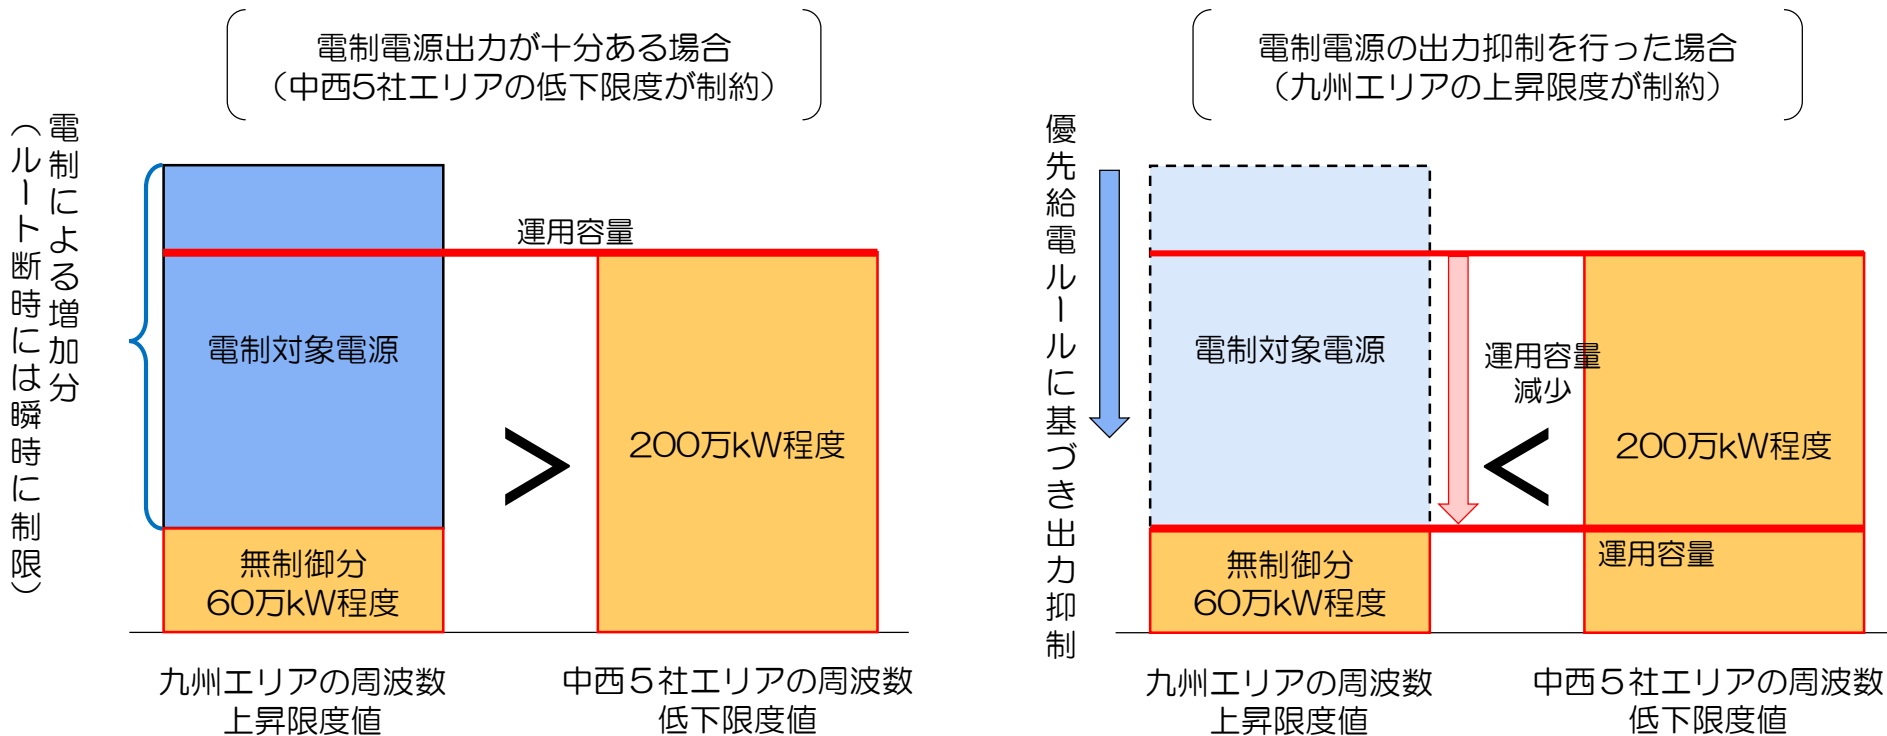 電制電源出力が十分ある場合
（中西5社エリアの低下限度が制約）
電制による増加分
（ルート断時には瞬時に制限）
運用容量
電制対象電源
>
200万kW程度
無制御分
60万kW程度
九州エリアの周波数
上昇限度値
中西５社エリアの周波数
低下限度値
電制電源の出力抑制を行った場合
（九州エリアの上昇限度が制約）
優先給電ルールに基づき出力抑制
電制対象電源
運用容量
減少
<
200万kW程度
運用容量
無制御分
60万kW程度
九州エリアの周波数
上昇限度値
中西５社エリアの周波数
低下限度値